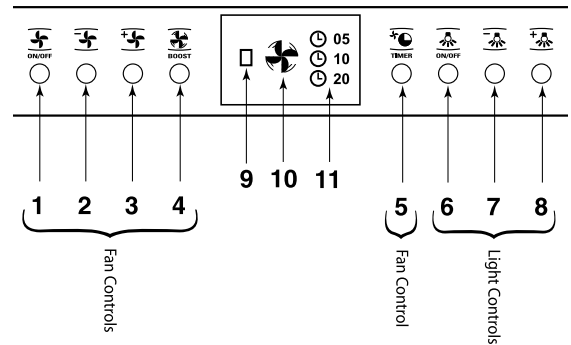 ON/OFF
BOOST
05
10
20
TIMER
ON/OFF
1 2 3 4 9 10 11 5 6 7 8
Fan Controls
Fan Control
Light Controls